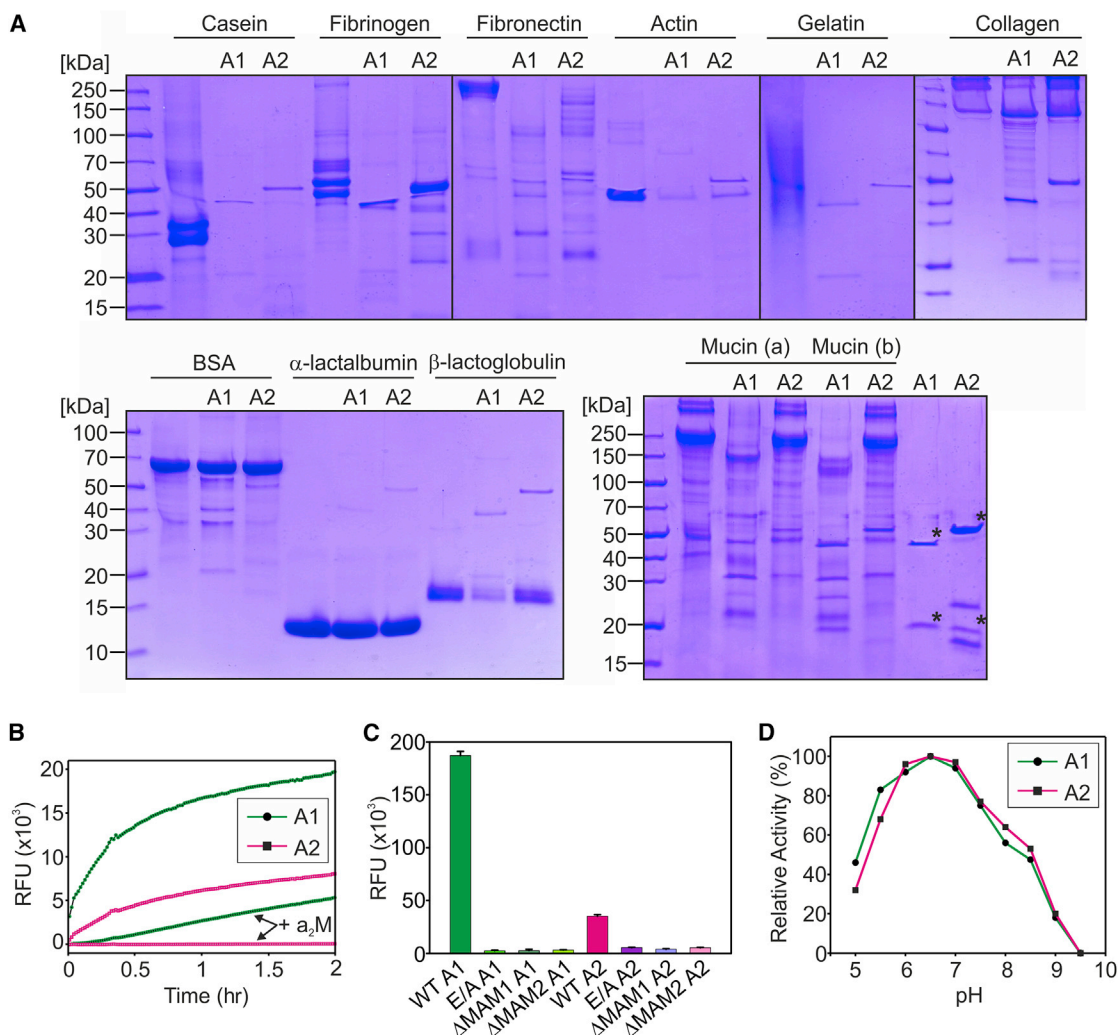 A
Casein Fibrinogen Fibronectin Actin Gelatin Collagen
[kDa] A1 A2 A1 A2 A1 A2 A1 A2 A1 A2 A1 A2
250
150
100
70
50
40
30
20
15
BSA α-lactalbumin β-lactoglobulin
[kDa] A1 A2 A1 A2 A1 A2
100
70
50
40
30
20
15
10
Mucin (a) Mucin (b)
[kDa] A1 A2 A1 A2 A1 A2
250
150
100
70
50
40
30
20
15
*
*
*
*
B
RFU (x10³)
20
15
10
5
0
A1
A2
+ a₂M
0 0.5 1 1.5 2
Time (hr)
C
RFU (x10³)
200
150
100
50
0
WT A1
E/A A1
ΔMAM1 A1
ΔMAM2 A1
WT A2
E/A A2
ΔMAM1 A2
ΔMAM2 A2
D
Relative Activity (%)
100
80
60
40
20
0
A1
A2
5 6 7 8 9 10
pH